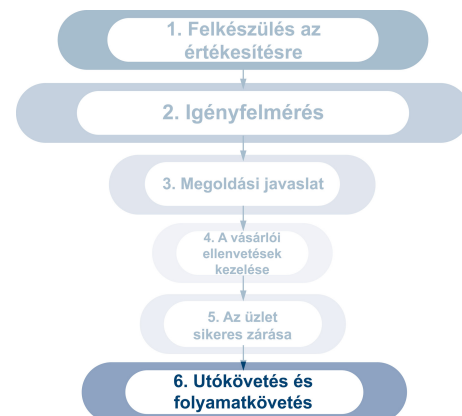 1. Felkészülés az
értékesítésre
2. Igényfelmérés
3. Megoldási javaslat
4. A vásárlói
ellenvetések
kezelése
5. Az üzlet
sikeres zárása
6. Utókövetés és
folyamatkövetés